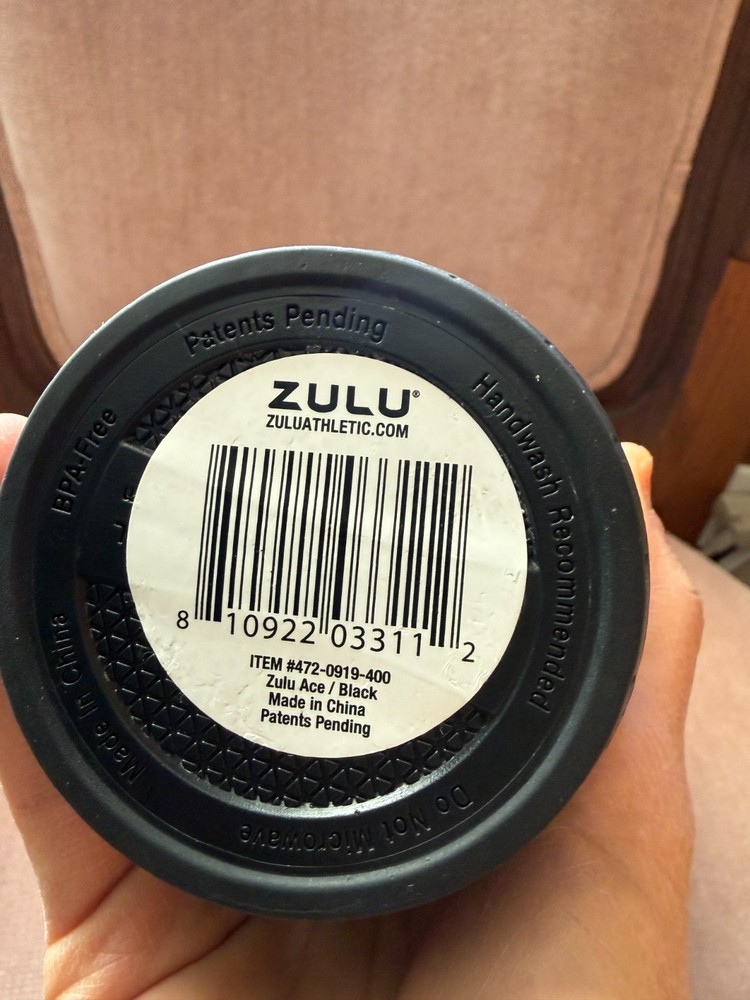 Patents Pending
Handwash Recommended
Do Not Microwave
Made In China
BPA-Free
ZULU®
ZULUATHLETIC.COM
8 10922 03311 2
ITEM #472-0919-400
Zulu Ace / Black
Made in China
Patents Pending